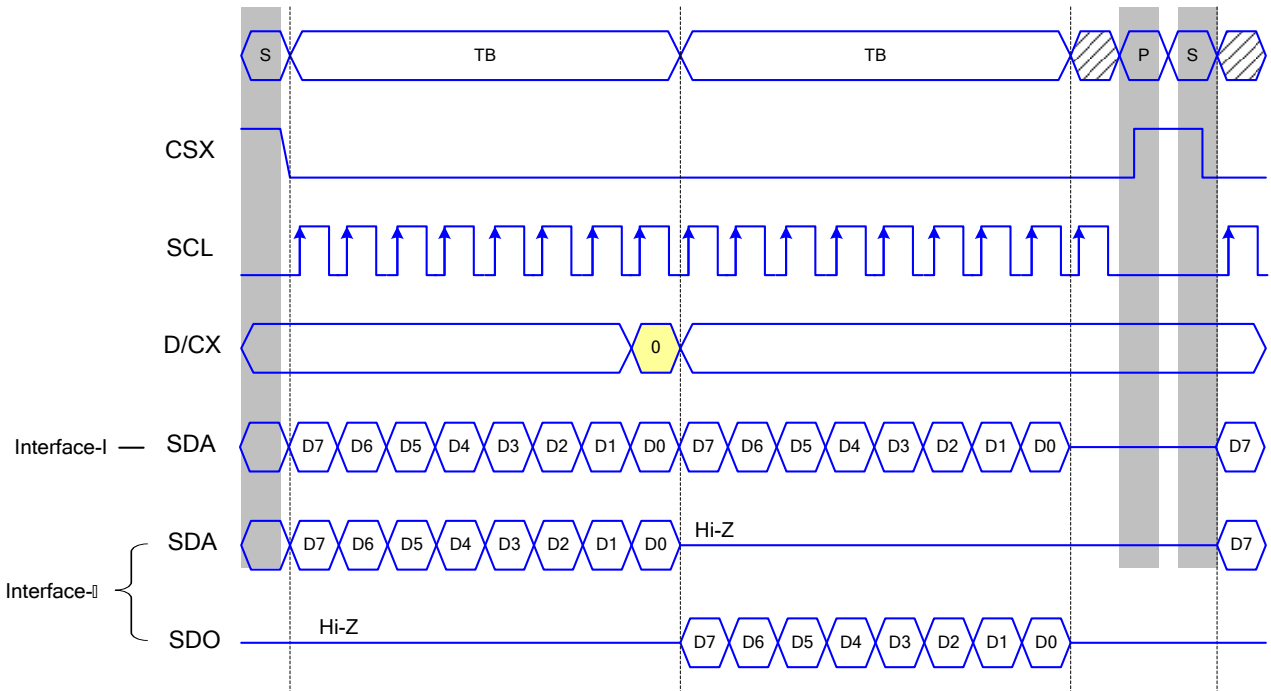 S TB TB P S
CSX
SCL
D/CX 0
Interface-I SDA D7 D6 D5 D4 D3 D2 D1 D0 D7 D6 D5 D4 D3 D2 D1 D0 D7
SDA D7 D6 D5 D4 D3 D2 D1 D0 Hi-Z D7
Interface-▯
SDO Hi-Z D7 D6 D5 D4 D3 D2 D1 D0